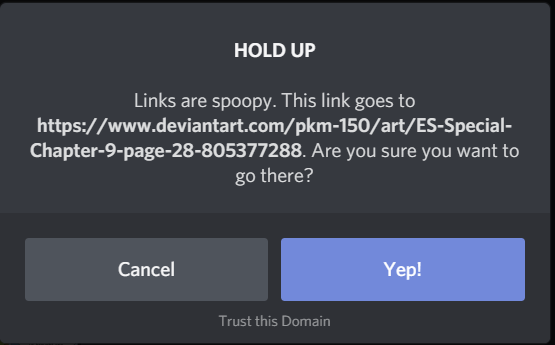 HOLD UP
Links are spoopy. This link goes to
https://www.deviantart.com/pkm-150/art/ES-Special-
Chapter-9-page-28-805377288. Are you sure you want to
go there?
Cancel
Yep!
Trust this Domain